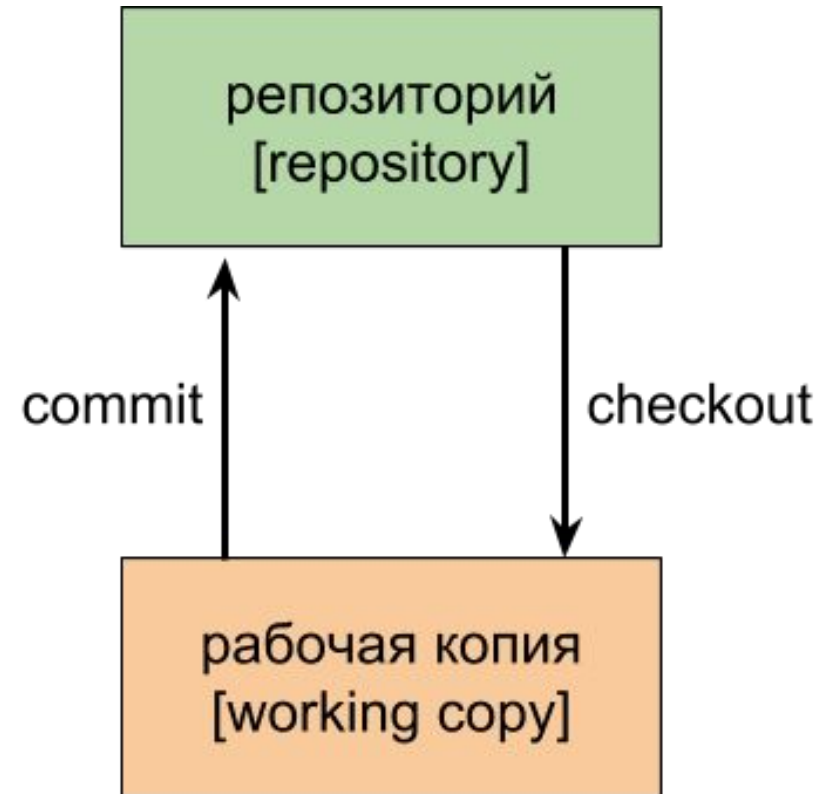 репозиторий
[repository]
commit
checkout
рабочая копия
[working copy]